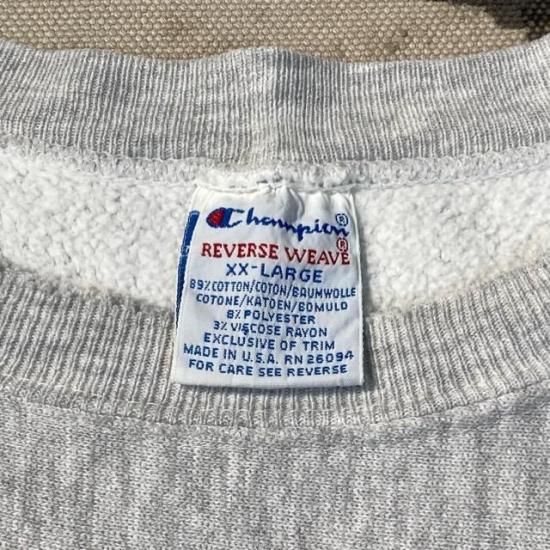 Champion®
REVERSE WEAVE®
XX-LARGE
89% COTTON/COTON/BAUMWOLLE
COTONE/KATOEN/BOMULD
8% POLYESTER
3% VISCOSE RAYON
EXCLUSIVE OF TRIM
MADE IN U.S.A. RN 26094
FOR CARE SEE REVERSE